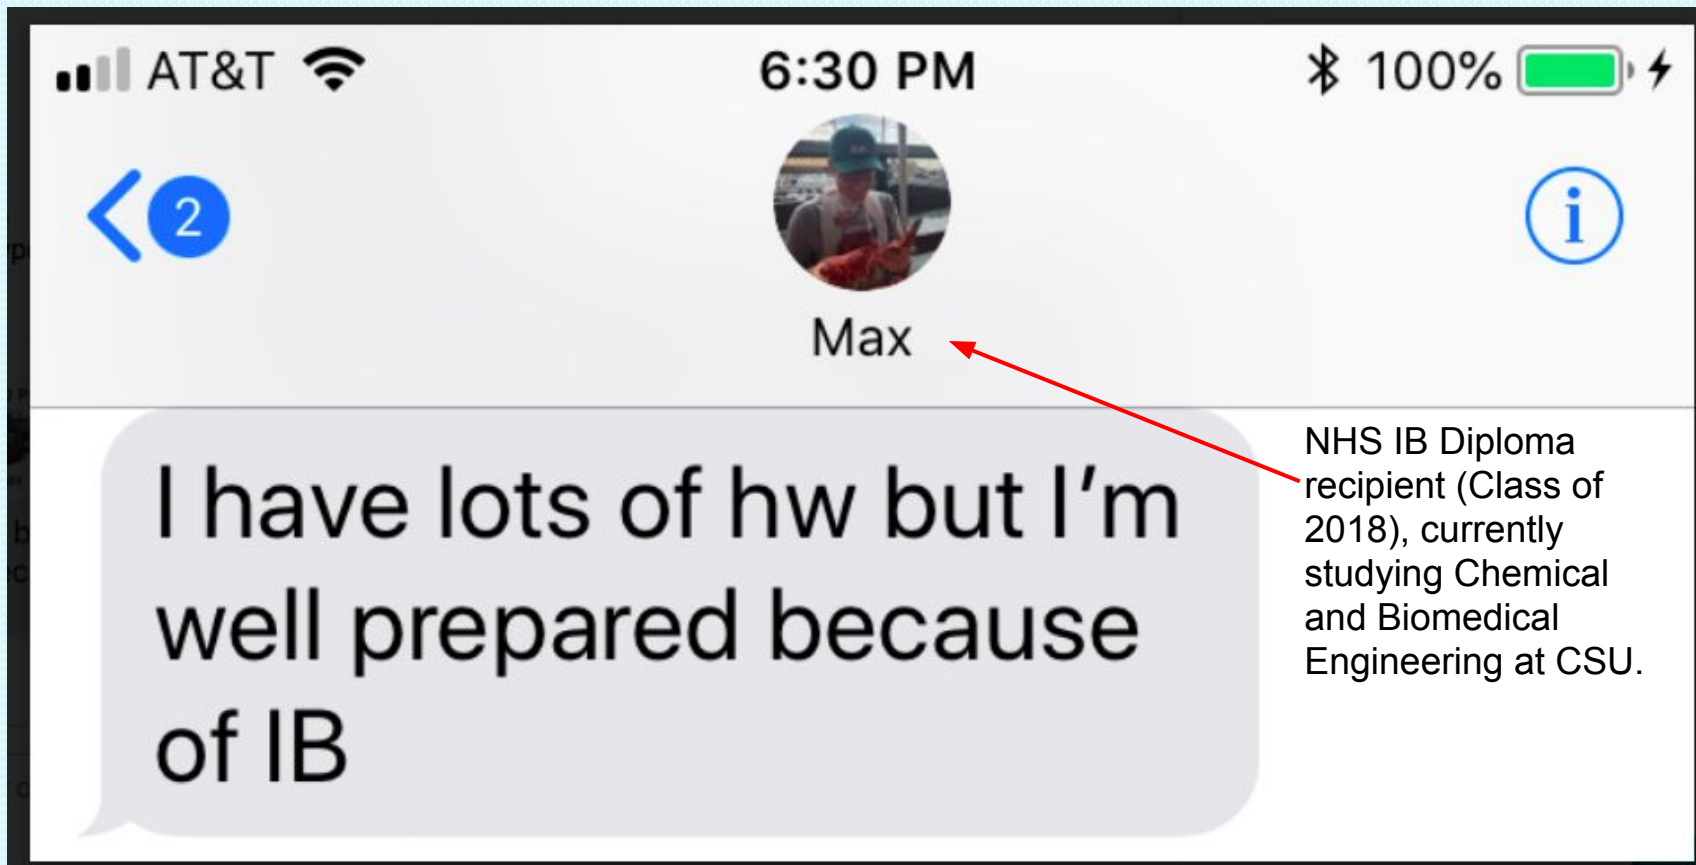 AT&T 6:30 PM 100%
2
i
Max
I have lots of hw but I'm
well prepared because
of IB
NHS IB Diploma
recipient (Class of
2018), currently
studying Chemical
and Biomedical
Engineering at CSU.